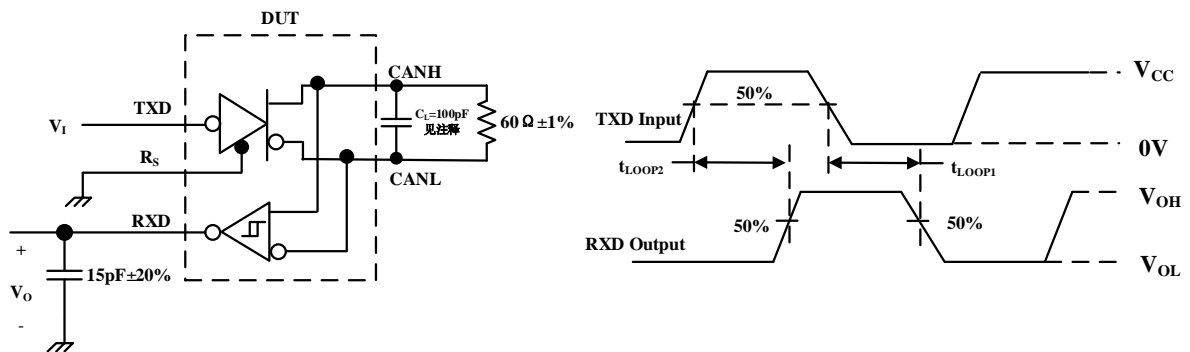 DUT
CANH
TXD
V_I
C_L=100pF
见注释
60Ω±1%
R_S
CANL
RXD
+
15pF±20%
V_O
-
V_CC
50%
TXD Input
0V
t_LOOP2
t_LOOP1
V_OH
50%
50%
RXD Output
V_OL